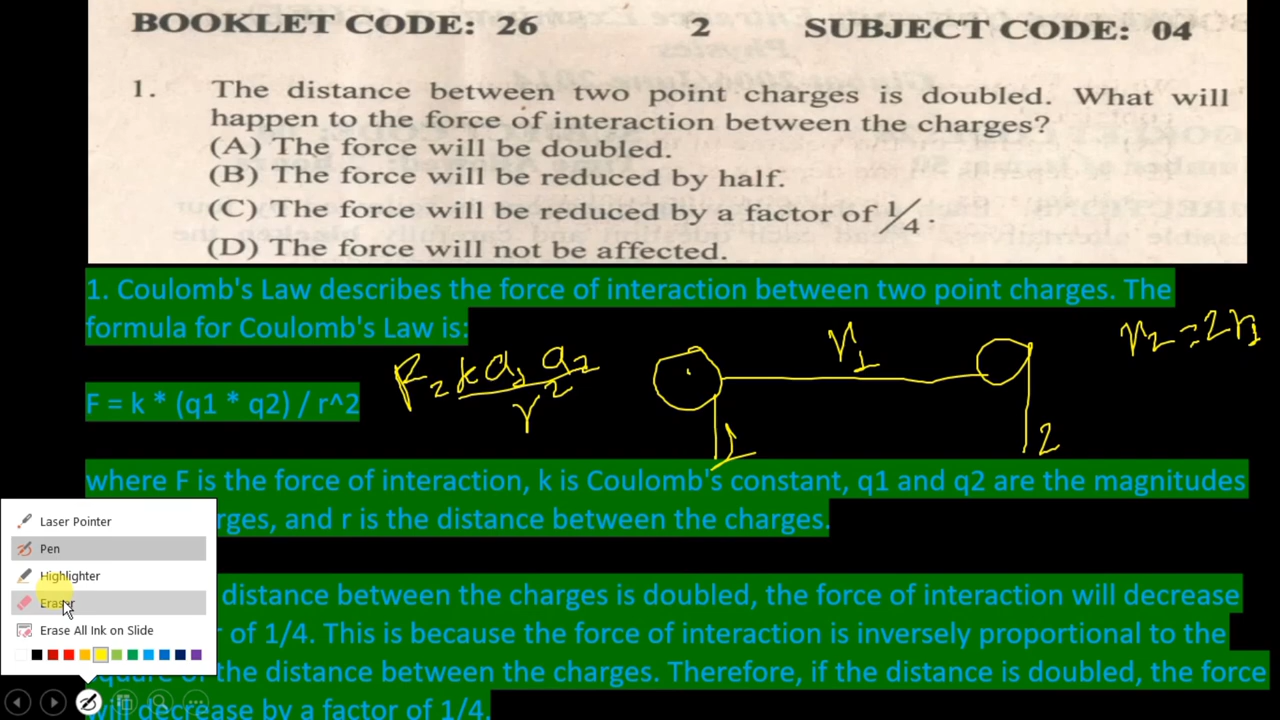 BOOKLET CODE: 26 2 SUBJECT CODE: 04
1. The distance between two point charges is doubled. What will
happen to the force of interaction between the charges?
(A) The force will be doubled.
(B) The force will be reduced by half.
(C) The force will be reduced by a factor of 1/4.
(D) The force will not be affected.
1. Coulomb's Law describes the force of interaction between two point charges. The
formula for Coulomb's Law is:
r1
r2 = 2r1
F = k q1 q2
r2
F = k * (q1 * q2) / r^2
1
2
where F is the force of interaction, k is Coulomb's constant, q1 and q2 are the magnitudes
rges, and r is the distance between the charges.
Laser Pointer
Pen
Highlighter
Eraser
Erase All Ink on Slide
distance between the charges is doubled, the force of interaction will decrease
of 1/4. This is because the force of interaction is inversely proportional to the
square of the distance between the charges. Therefore, if the distance is doubled, the force
will decrease by a factor of 1/4.